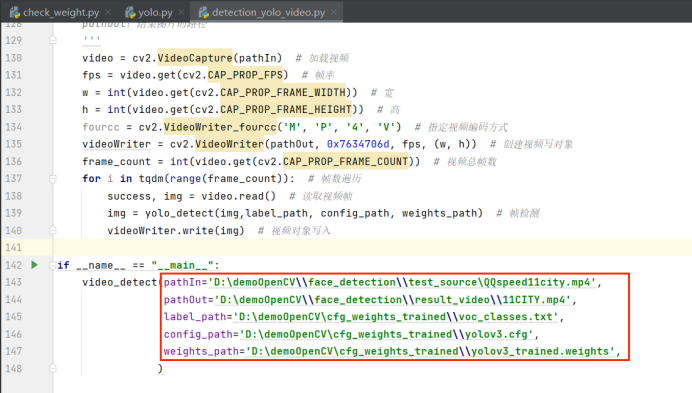 check_weight.py yolo.py detection_yolo_video.py
128 pathOut: 结果图片的路径
129 '''
130 video = cv2.VideoCapture(pathIn) # 加载视频
131 fps = video.get(cv2.CAP_PROP_FPS) # 帧率
132 w = int(video.get(cv2.CAP_PROP_FRAME_WIDTH)) # 宽
133 h = int(video.get(cv2.CAP_PROP_FRAME_HEIGHT)) # 高
134 fourcc = cv2.VideoWriter_fourcc('M', 'P', '4', 'V') # 指定视频编码方式
135 videoWriter = cv2.VideoWriter(pathOut, 0x7634706d, fps, (w, h)) # 创建视频写对象
136 frame_count = int(video.get(cv2.CAP_PROP_FRAME_COUNT)) # 视频总帧数
137 for i in tqdm(range(frame_count)): # 帧数遍历
138 success, img = video.read() # 读取视频帧
139 img = yolo_detect(img,label_path, config_path, weights_path) # 帧检测
140 videoWriter.write(img) # 视频对象写入
141
142 if __name__ == "__main__":
143 video_detect(pathIn='D:\demoOpenCV\\face_detection\\test_source\QQspeed11city.mp4',
144 pathOut='D:\demoOpenCV\\face_detection\\result_video\\11CITY.mp4',
145 label_path='D:\demoOpenCV\cfg_weights_trained\\voc_classes.txt',
146 config_path='D:\demoOpenCV\cfg_weights_trained\\yolov3.cfg',
147 weights_path='D:\demoOpenCV\cfg_weights_trained\\yolov3_trained.weights',
148 )